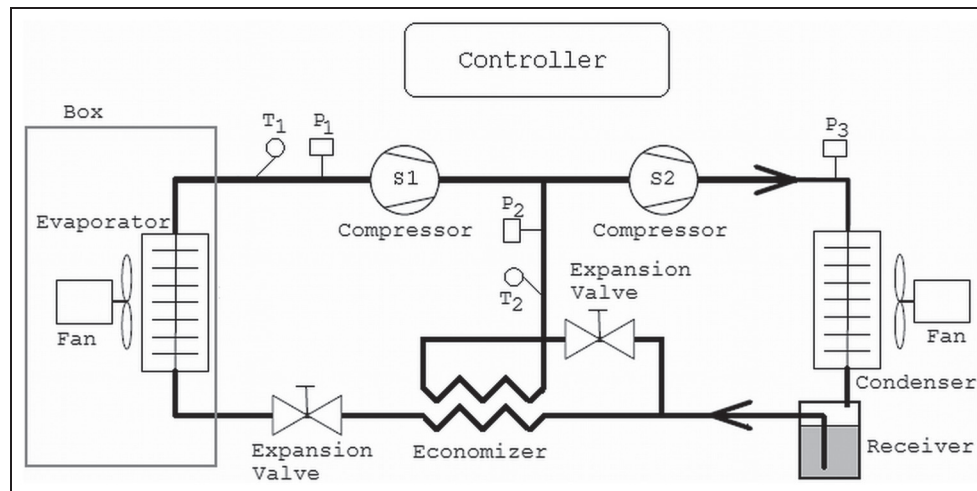 Controller
Box
T1
P1
P3
S1
S2
Compressor
Compressor
P2
Evaporator
Expansion
Valve
T2
Fan
Fan
Condenser
Expansion
Valve
Economizer
Receiver